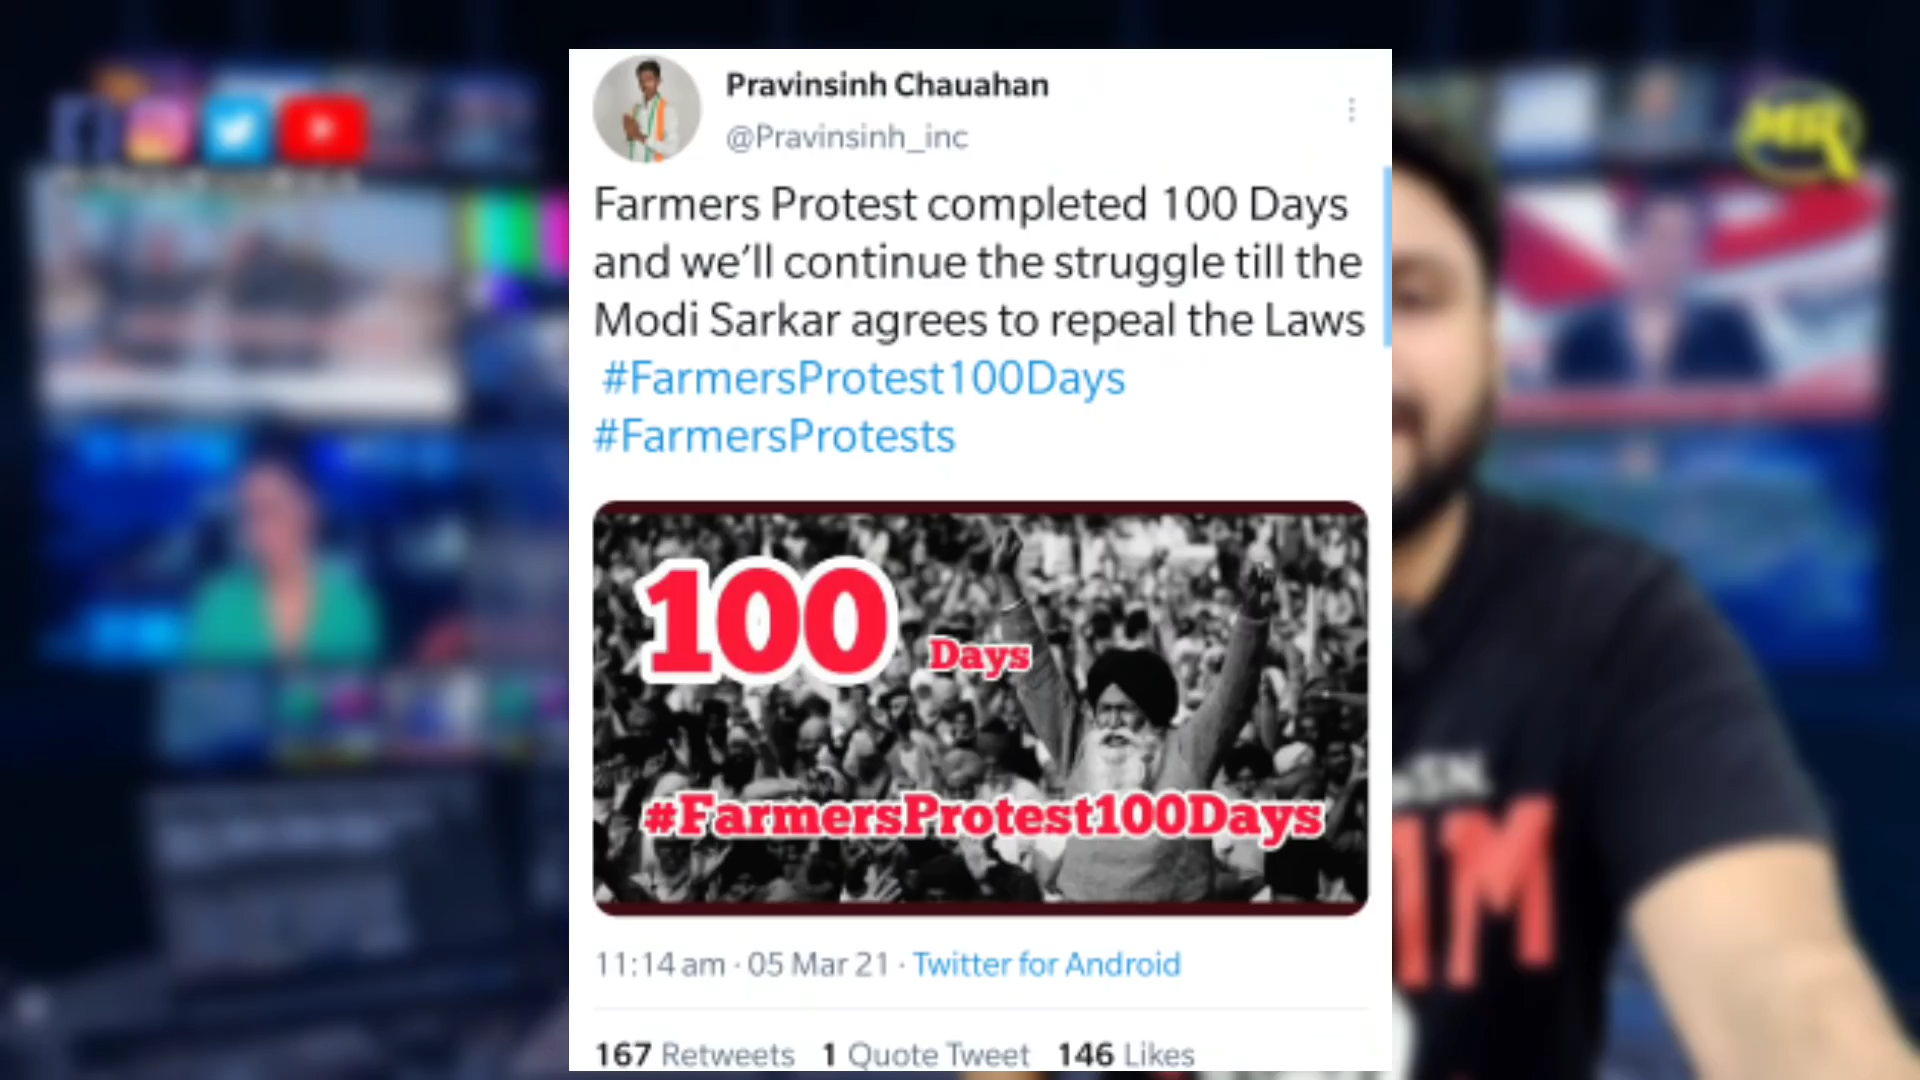 Pravinsinh Chauahan
@Pravinsinh_inc
Farmers Protest completed 100 Days
and we'll continue the struggle till the
Modi Sarkar agrees to repeal the Laws
#FarmersProtest100Days
#FarmersProtests
100 Days
#FarmersProtest100Days
11:14 am · 05 Mar 21 · Twitter for Android
167 Retweets 1 Quote Tweet 146 Likes